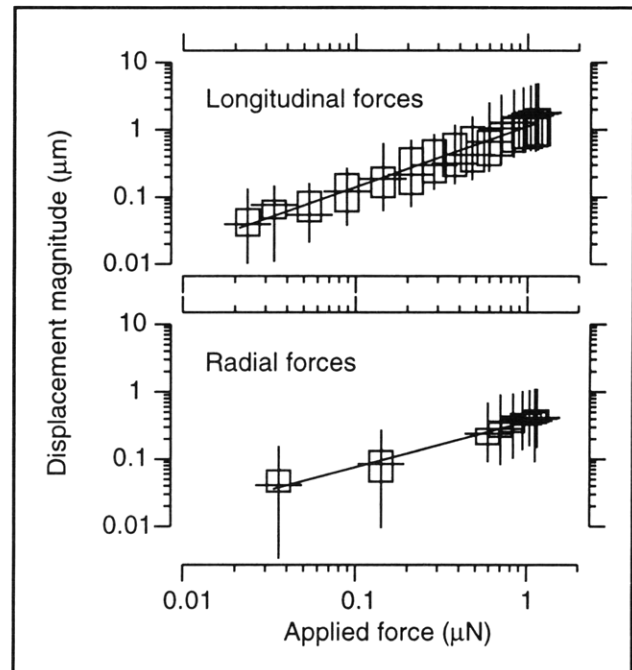 10
Longitudinal forces
1
0.1
0.01
Displacement magnitude (μm)
10
Radial forces
1
0.1
0.01
0.01
0.1
1
Applied force (μN)